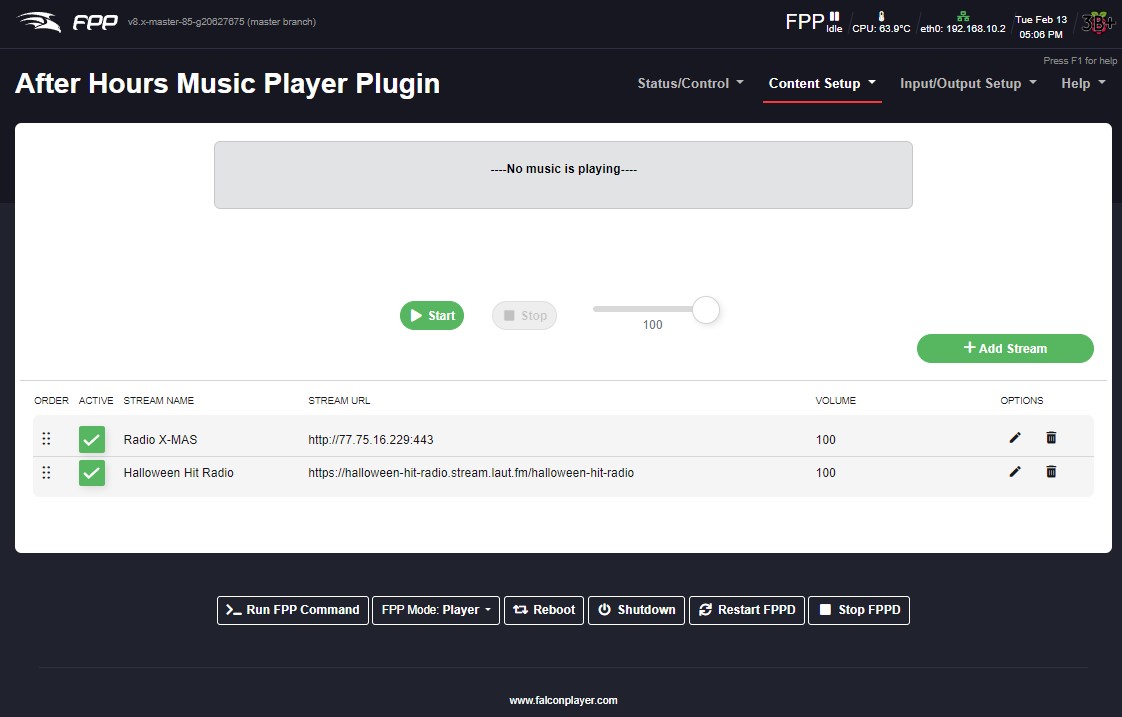 FPP v8.x-master-85-g20627675 (master branch)
FPP Idle CPU: 63.9°C eth0: 192.168.10.2 Tue Feb 13 05:06 PM 3B+
Press F1 for help
After Hours Music Player Plugin
Status/Control Content Setup Input/Output Setup Help
----No music is playing----
Start Stop 100
Add Stream
ORDER ACTIVE STREAM NAME STREAM URL VOLUME OPTIONS
Radio X-MAS http://77.75.16.229:443 100
Halloween Hit Radio https://halloween-hit-radio.stream.laut.fm/halloween-hit-radio 100
Run FPP Command FPP Mode: Player Reboot Shutdown Restart FPPD Stop FPPD
www.falconplayer.com